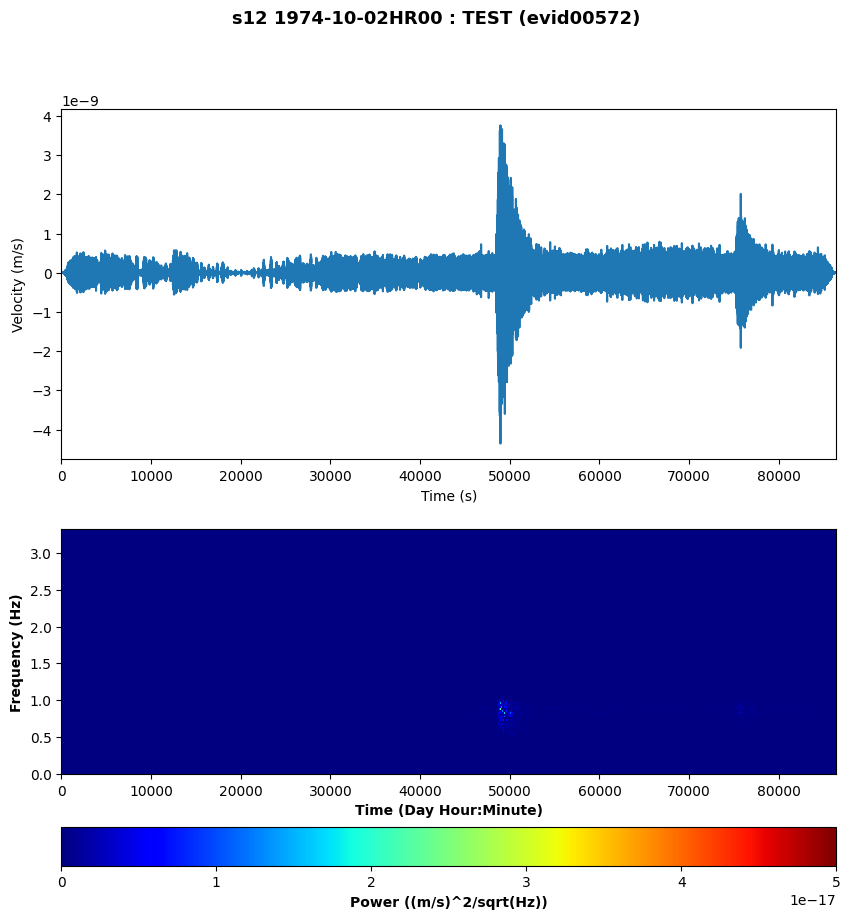 s12 1974-10-02HR00 : TEST (evid00572)
1e−9
4
3
2
1
0
−1
−2
−3
−4
Velocity (m/s)
0 10000 20000 30000 40000 50000 60000 70000 80000
Time (s)
3.0
2.5
2.0
1.5
1.0
0.5
0.0
Frequency (Hz)
0 10000 20000 30000 40000 50000 60000 70000 80000
Time (Day Hour:Minute)
0 1 2 3 4 5
1e−17
Power ((m/s)^2/sqrt(Hz))